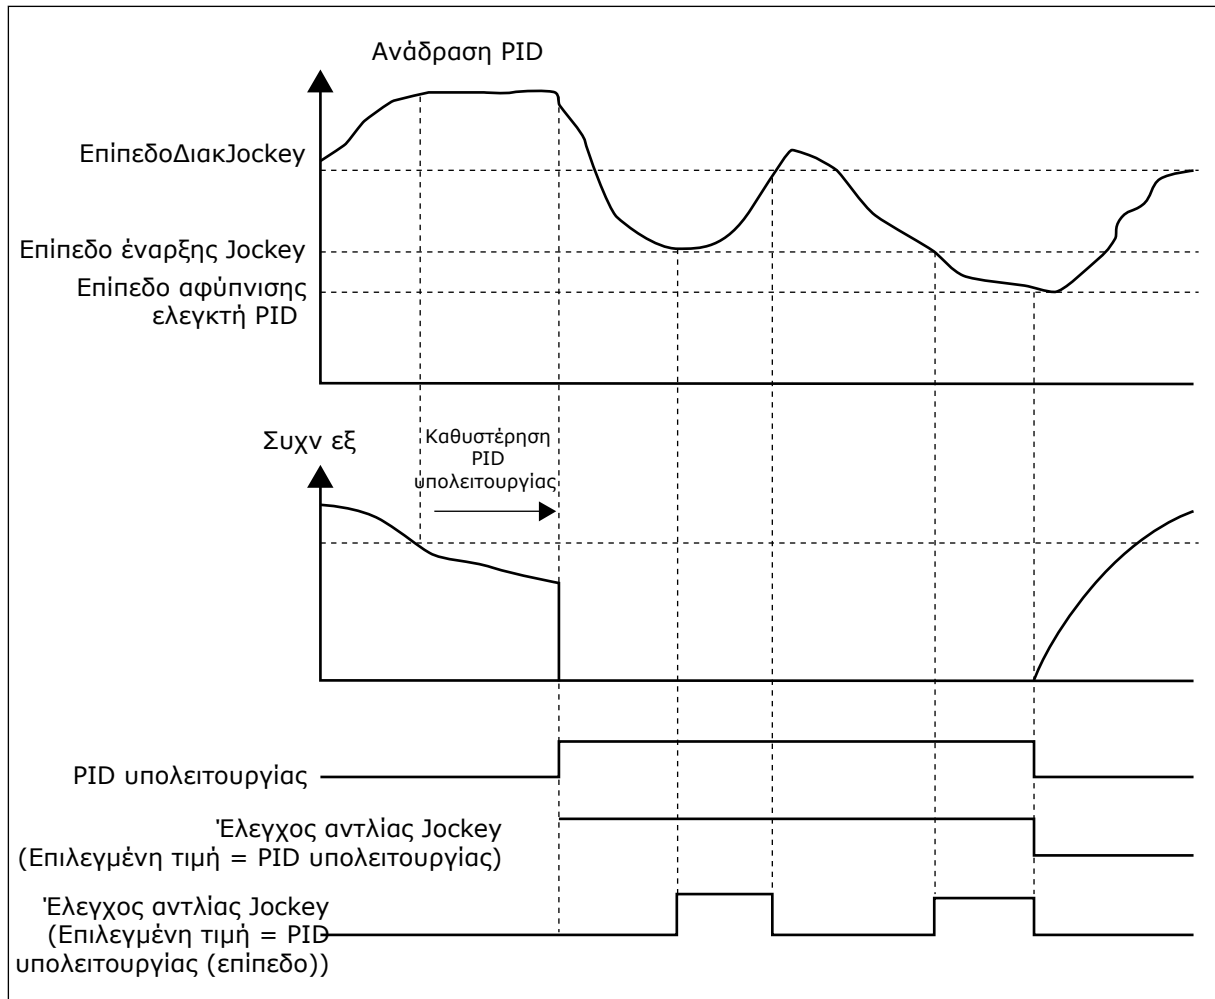 Ανάδραση PID
ΕπίπεδοΔιακJockey
Επίπεδο έναρξης Jockey
Επίπεδο αφύπνισης
ελεγκτή PID
Συχν εξ
Καθυστέρηση
PID
υπολειτουργίας
PID υπολειτουργίας
Έλεγχος αντλίας Jockey
(Επιλεγμένη τιμή = PID υπολειτουργίας)
Έλεγχος αντλίας Jockey
(Επιλεγμένη τιμή = PID
υπολειτουργίας (επίπεδο))